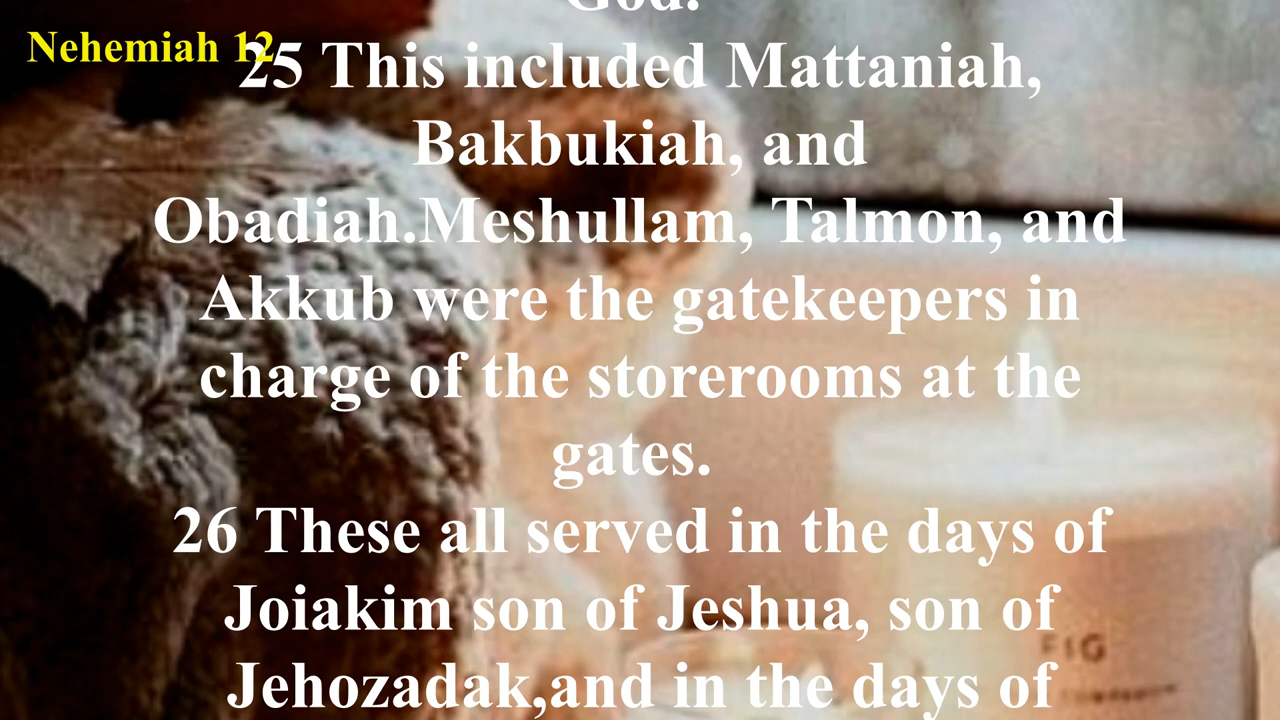 God.
Nehemiah 12
25 This included Mattaniah,
Bakbukiah, and
Obadiah.Meshullam, Talmon, and
Akkub were the gatekeepers in
charge of the storerooms at the
gates.
26 These all served in the days of
Joiakim son of Jeshua, son of
Jehozadak,and in the days of
FIG